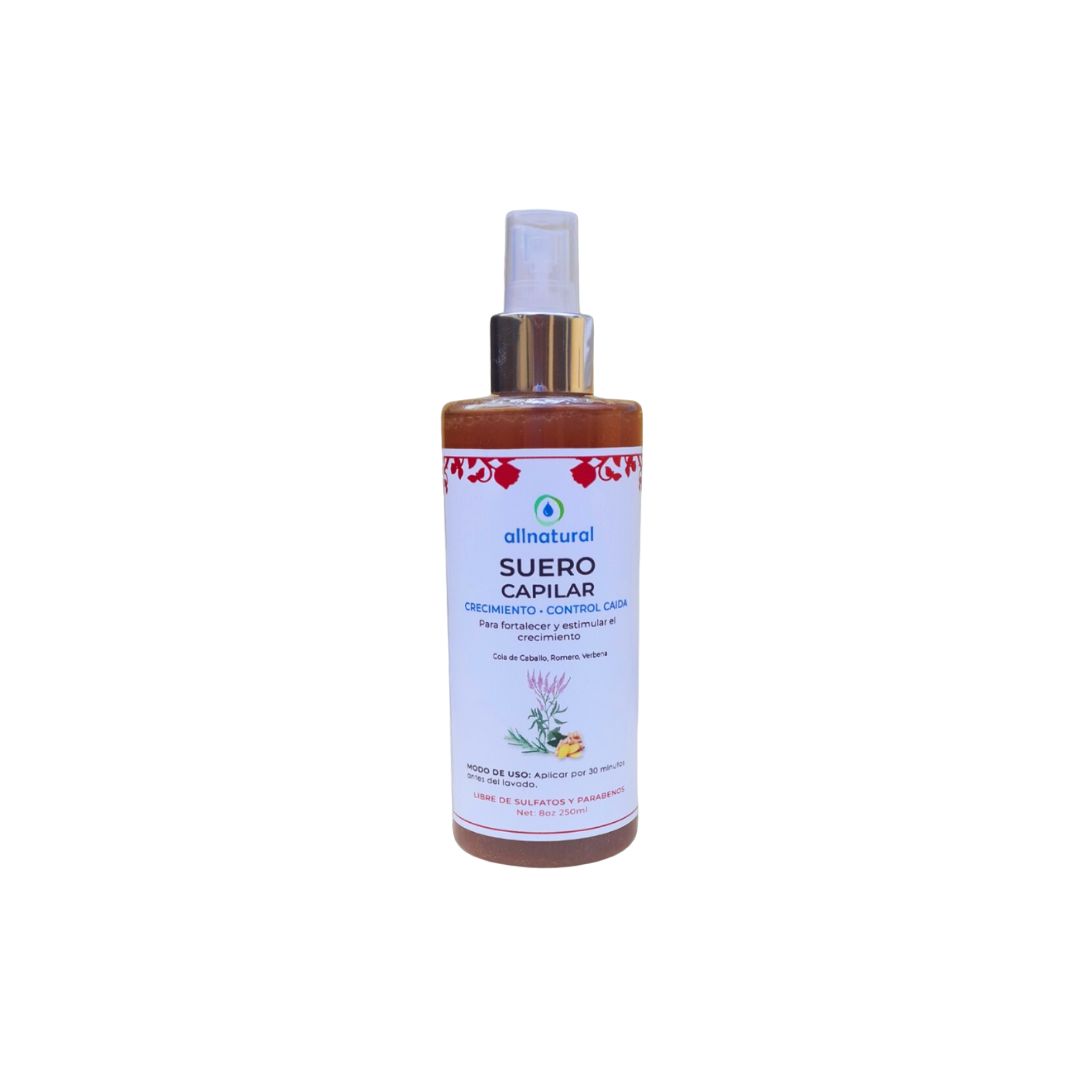 allnatural
SUERO
CAPILAR
CRECIMIENTO • CONTROL CAIDA
Para fortalecer y estimular el
crecimiento
Cola de Caballo, Romero, Verbena
MODO DE USO: Aplicar por 30 minutos
antes del lavado.
LIBRE DE SULFATOS Y PARABENOS
Net: 8oz 250ml